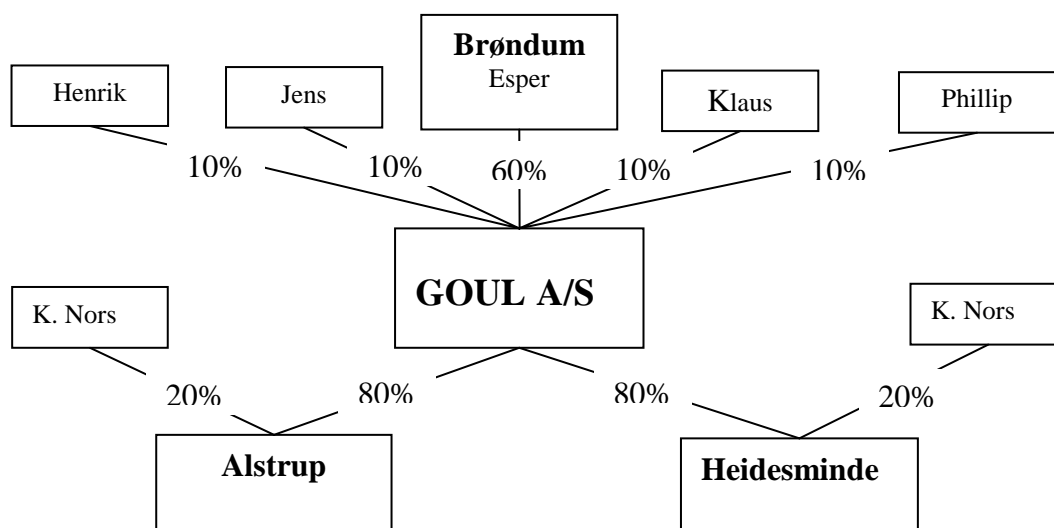 Brøndum
Esper
Henrik
Jens
Klaus
Phillip
10%
10%
60%
10%
10%
GOUL A/S
K. Nors
K. Nors
20%
80%
80%
20%
Alstrup
Heidesminde